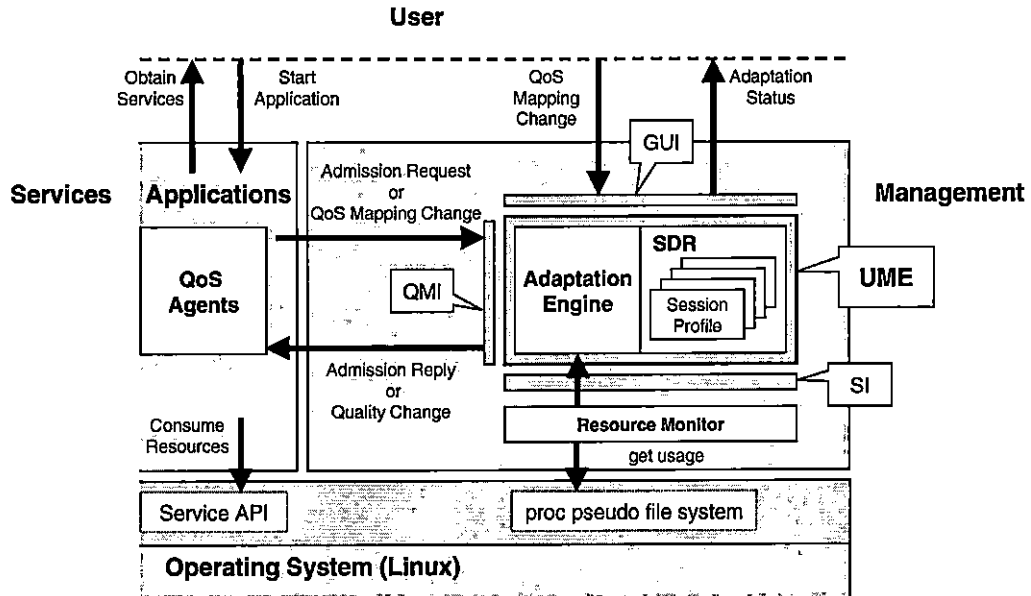 User
Obtain
Services
Start
Application
QoS
Mapping
Change
Adaptation
Status
GUI
Services
Applications
Admission Request
or
QoS Mapping Change
Management
QoS
Agents
QMI
Adaptation
Engine
SDR
Session
Profile
UME
Admission Reply
or
Quality Change
SI
Consume
Resources
Resource Monitor
get usage
Service API
proc pseudo file system
Operating System (Linux)